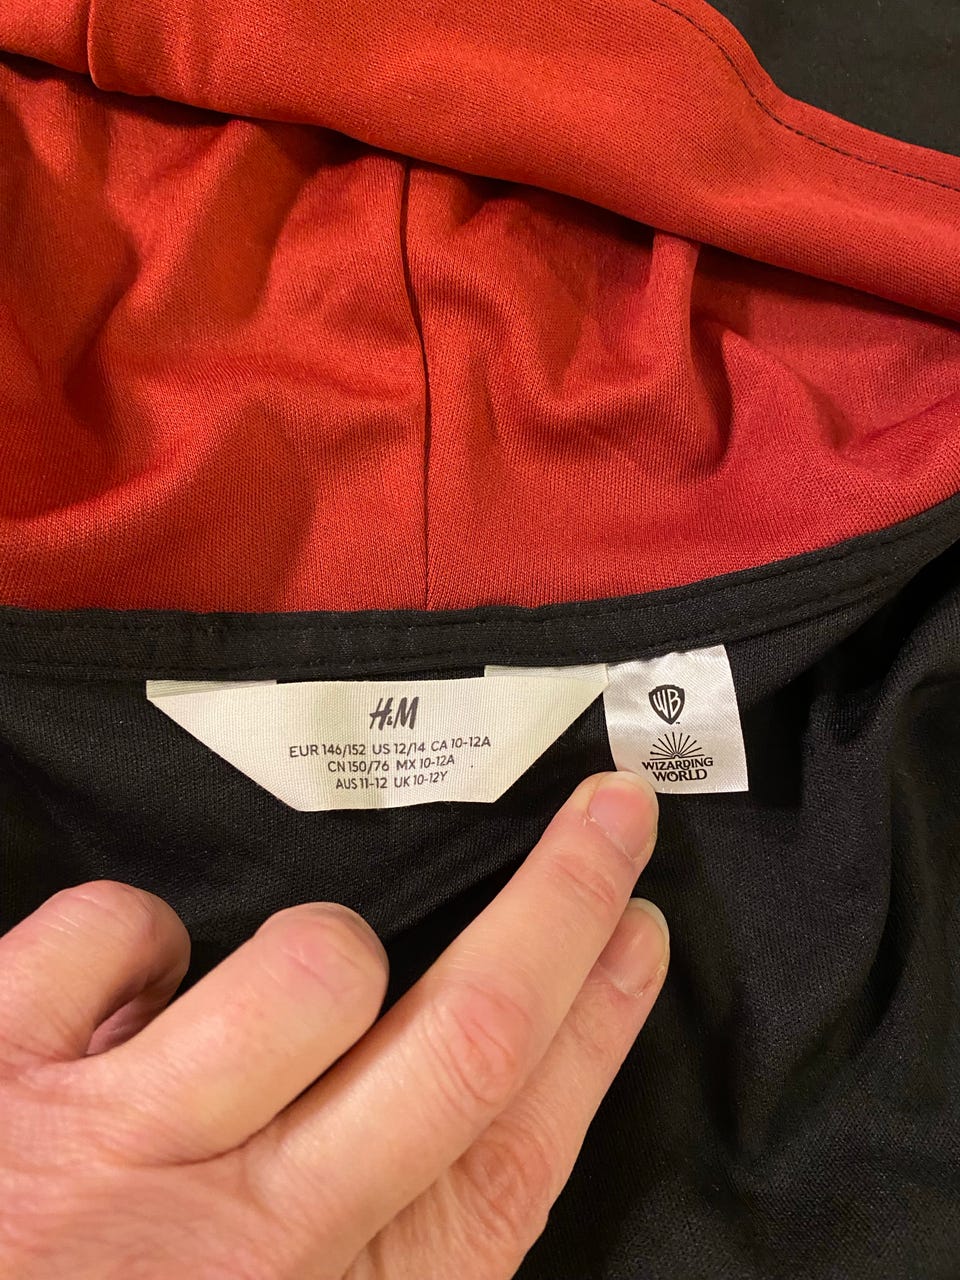 H&M
EUR 146/152 US 12/14 CA 10-12A
CN 150/76 MX 10-12A
AUS 11-12 UK 10-12Y
WB
WIZARDING
WORLD